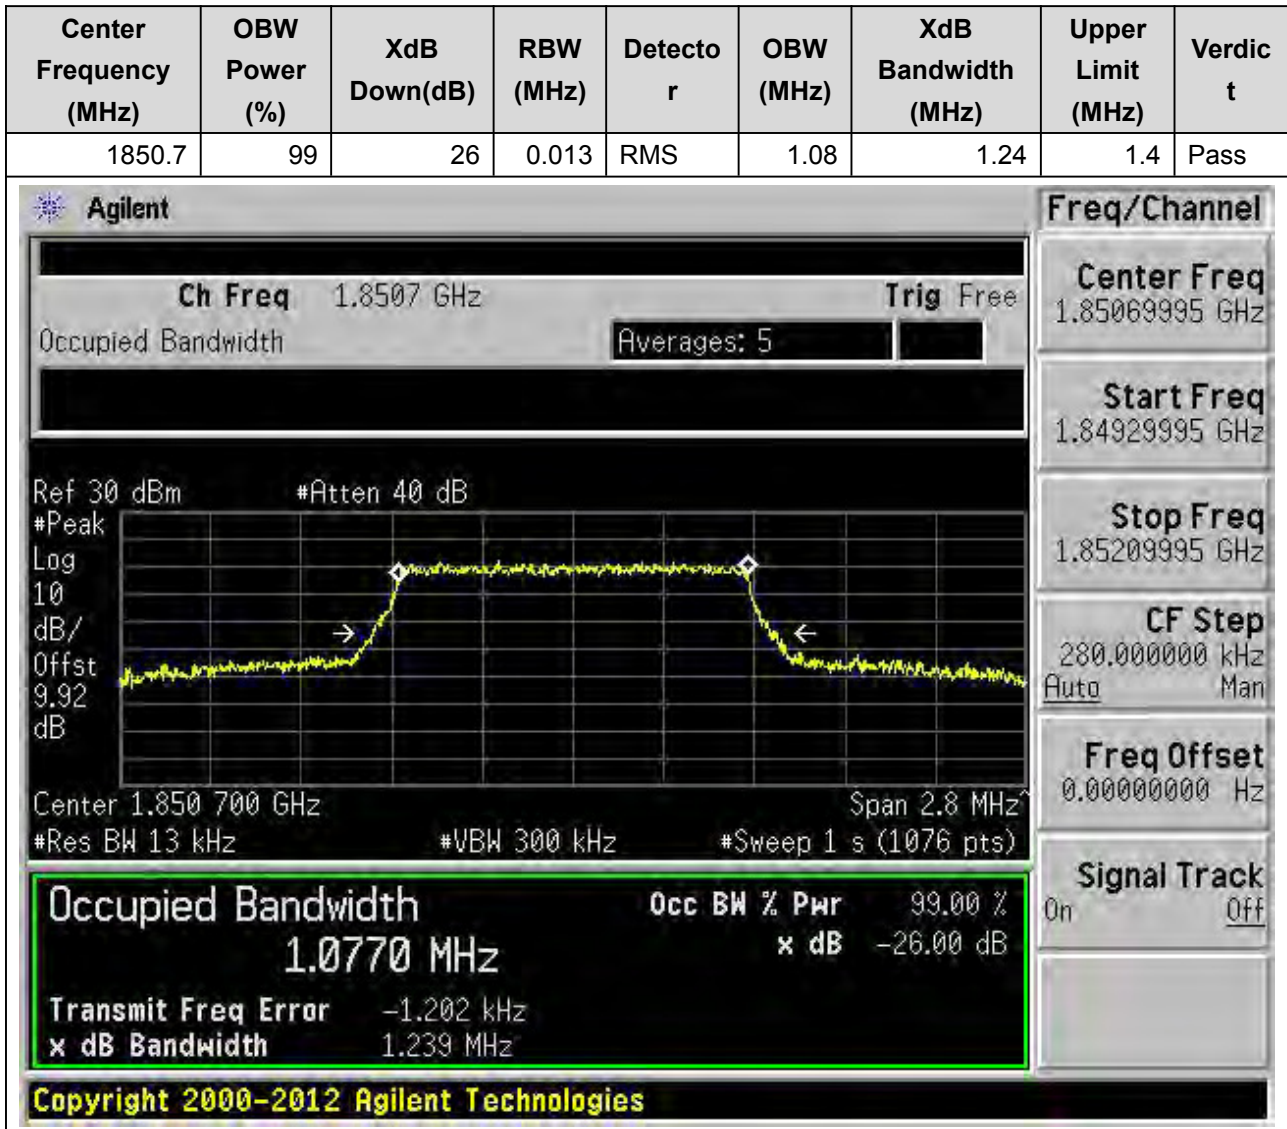 Center Frequency (MHz) OBW Power (%) XdB Down(dB) RBW (MHz) Detecto r OBW (MHz) XdB Bandwidth (MHz) Upper Limit (MHz) Verdic t
1850.7 99 26 0.013 RMS 1.08 1.24 1.4 Pass
Agilent
Freq/Channel
Ch Freq 1.8507 GHz Trig Free
Occupied Bandwidth Averages: 5
Center Freq
1.85069995 GHz
Start Freq
1.84929995 GHz
Stop Freq
1.85209995 GHz
CF Step
280.000000 kHz
Auto Man
Freq Offset
0.00000000 Hz
Signal Track
On Off
Ref 30 dBm #Atten 40 dB
#Peak
Log
10
dB/
Offst
9.92
dB
Center 1.850 700 GHz Span 2.8 MHz^
#Res BW 13 kHz #VBW 300 kHz #Sweep 1 s (1076 pts)
Occupied Bandwidth Occ BW % Pwr 99.00 %
1.0770 MHz x dB -26.00 dB
Transmit Freq Error -1.202 kHz
x dB Bandwidth 1.239 MHz
Copyright 2000-2012 Agilent Technologies